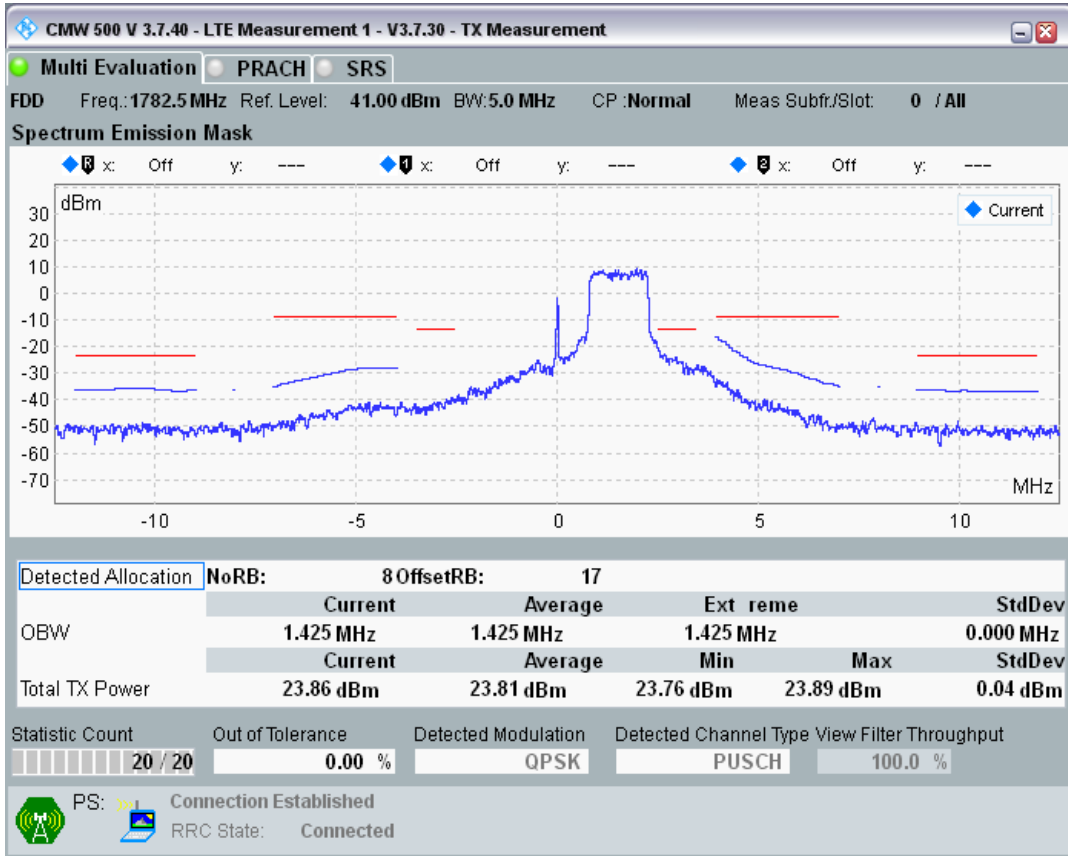 CMW 500 V 3.7.40 - LTE Measurement 1 - V3.7.30 - TX Measurement
Multi Evaluation PRACH SRS
FDD Freq.:1782.5 MHz Ref. Level: 41.00 dBm BW:5.0 MHz CP :Normal Meas Subfr./Slot: 0 / All
Spectrum Emission Mask
R x: Off y: --- 1 x: Off y: --- 2 x: Off y: ---
dBm
Current
30
20
10
0
-10
-20
-30
-40
-50
-60
-70
MHz
-10 -5 0 5 10
Detected Allocation NoRB: 8 OffsetRB: 17
Current Average Ext reme StdDev
OBW 1.425 MHz 1.425 MHz 1.425 MHz 0.000 MHz
Current Average Min Max StdDev
Total TX Power 23.86 dBm 23.81 dBm 23.76 dBm 23.89 dBm 0.04 dBm
Statistic Count Out of Tolerance Detected Modulation Detected Channel Type View Filter Throughput
20 / 20 0.00 % QPSK PUSCH 100.0 %
PS: Connection Established
RRC State: Connected